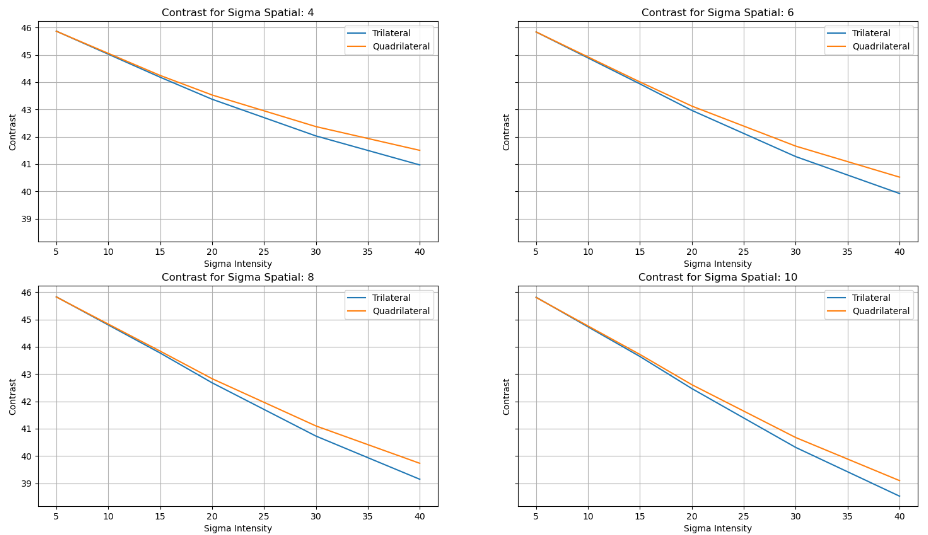 Contrast for Sigma Spatial: 4
Trilateral
Quadrilateral
46
45
44
43
42
41
40
39
Contrast
5 10 15 20 25 30 35 40
Sigma Intensity
Contrast for Sigma Spatial: 6
Trilateral
Quadrilateral
Contrast
5 10 15 20 25 30 35 40
Sigma Intensity
Contrast for Sigma Spatial: 8
Trilateral
Quadrilateral
46
45
44
43
42
41
40
39
Contrast
5 10 15 20 25 30 35 40
Sigma Intensity
Contrast for Sigma Spatial: 10
Trilateral
Quadrilateral
Contrast
5 10 15 20 25 30 35 40
Sigma Intensity